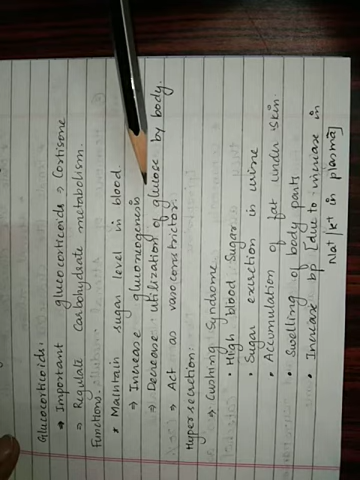 Glucocorticoids:
→ Important glucocorticoids → Cortisone
⇒ Regulate Carbohydrate metabolism.
Functions:
* Maintain sugar level in blood.
⇒ Increase gluconeogenesis
⇒ Decrease utilization of glucose by body.
⇒ Act as vasoconstrictor.
Hypersecretion:
⇒ Cushing Syndrome
• High blood Sugar
• Sugar excretion in urine
• Accumulation of fat under skin.
• Swelling of body parts
• Increase bp [due to increase in
Na+/K+ in plasma]